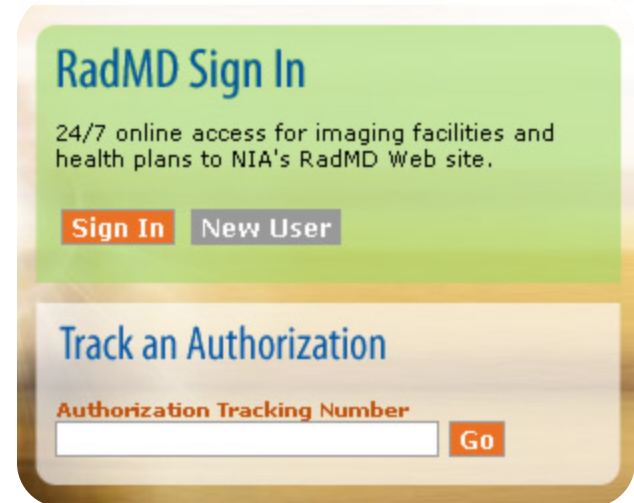 RadMD Sign In
24/7 online access for imaging facilities and
health plans to NIA's RadMD Web site.
Sign In New User
Track an Authorization
Authorization Tracking Number
Go